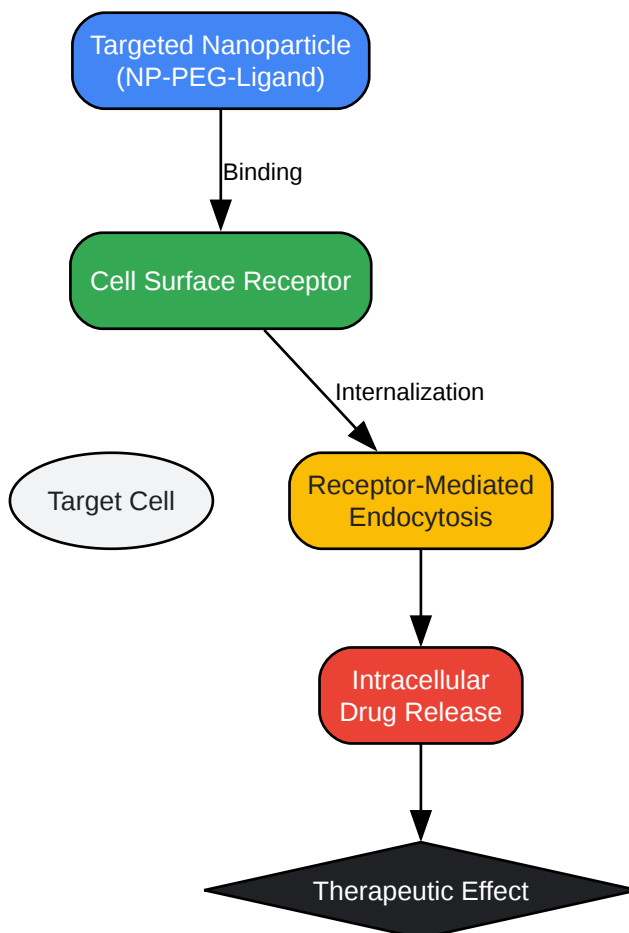 Targeted Nanoparticle
(NP-PEG-Ligand)
Binding
Cell Surface Receptor
Internalization
Target Cell
Receptor-Mediated
Endocytosis
Intracellular
Drug Release
Therapeutic Effect